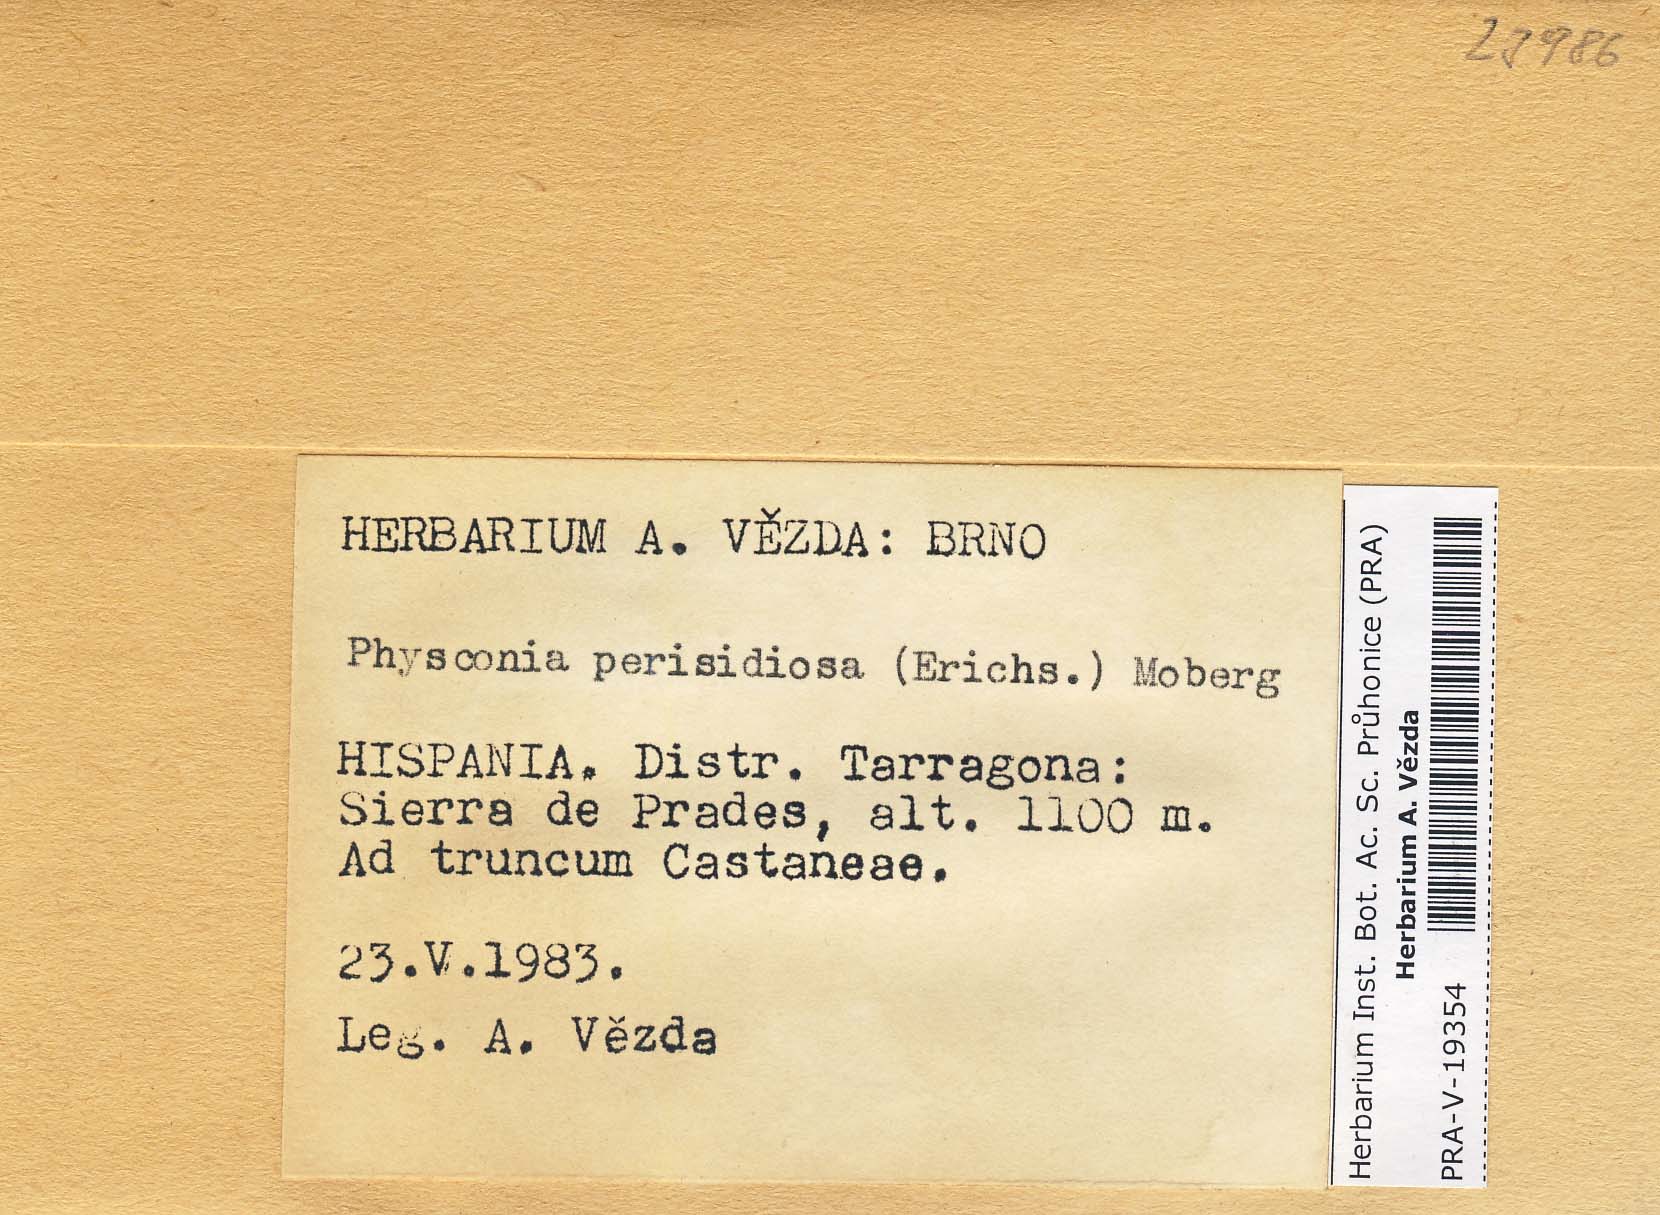 HERBARIUM A. VĚZDA: BRNO
Physconia perisidiosa (Erichs.) Moberg
HISPANIA. Distr. Tarragona:
Sierra de Prades, alt. 1100 m.
Ad truncum Castaneae.
23.V.1983.
Leg. A. Vězda
Herbarium Inst. Bot. Ac. Sc. Průhonice (PRA)
Herbarium A. Vězda
PRA-V-19354